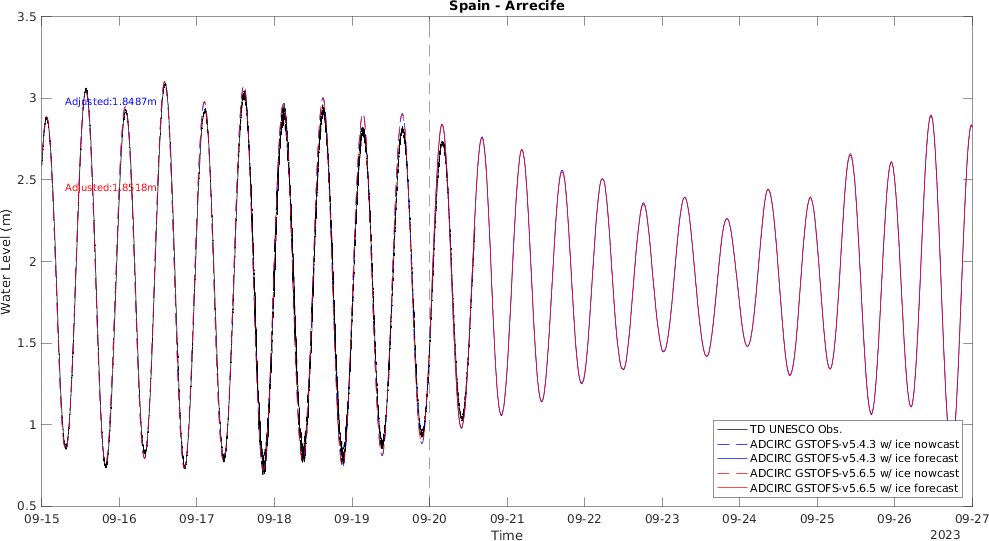 Spain - Arrecife
3.5
3
2.5
2
1.5
1
0.5
Water Level (m)
Adjusted:1.8487m
Adjusted:1.8518m
TD UNESCO Obs.
ADCIRC GSTOFS-v5.4.3 w/ ice nowcast
ADCIRC GSTOFS-v5.4.3 w/ ice forecast
ADCIRC GSTOFS-v5.6.5 w/ ice nowcast
ADCIRC GSTOFS-v5.6.5 w/ ice forecast
09-15 09-16 09-17 09-18 09-19 09-20 09-21 09-22 09-23 09-24 09-25 09-26 09-27
Time
2023